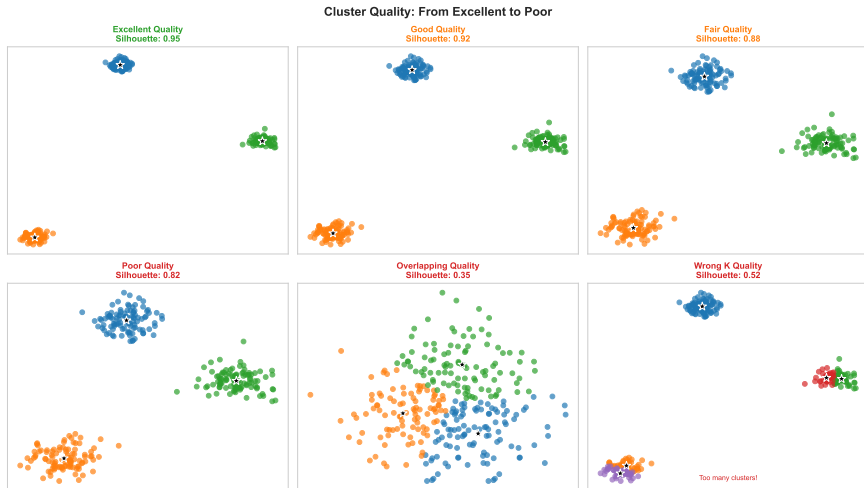 Cluster Quality: From Excellent to Poor
Excellent Quality
Silhouette: 0.95
Good Quality
Silhouette: 0.92
Fair Quality
Silhouette: 0.88
Poor Quality
Silhouette: 0.82
Overlapping Quality
Silhouette: 0.35
Wrong K Quality
Silhouette: 0.52
Too many clusters!